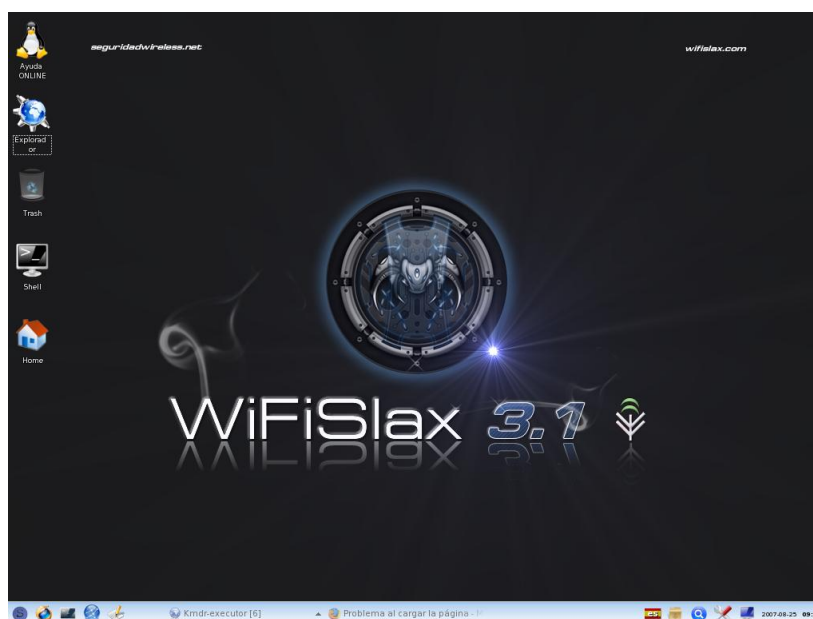 seguridadwireless.net
wifislax.com
Ayuda
ONLINE
Explorad
or
Trash
Shell
Home
WiFiSlax 3.1
Kmdr-executor [6]
Problema al cargar la página -
es
2007-08-25 09: